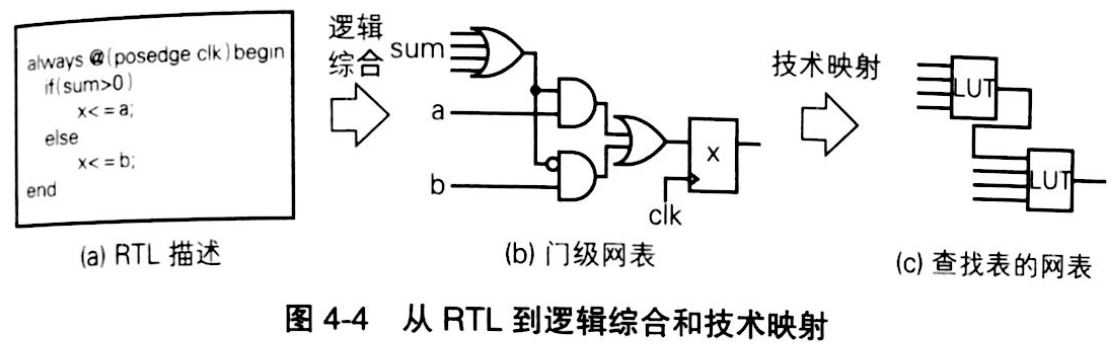 always @(posedge clk)begin
if(sum>0)
x<=a;
else
x<=b;
end
(a) RTL 描述
逻辑
综合
sum
a
b
x
clk
(b) 门级网表
技术映射
LUT
LUT
(c) 查找表的网表
图 4-4 从 RTL 到逻辑综合和技术映射